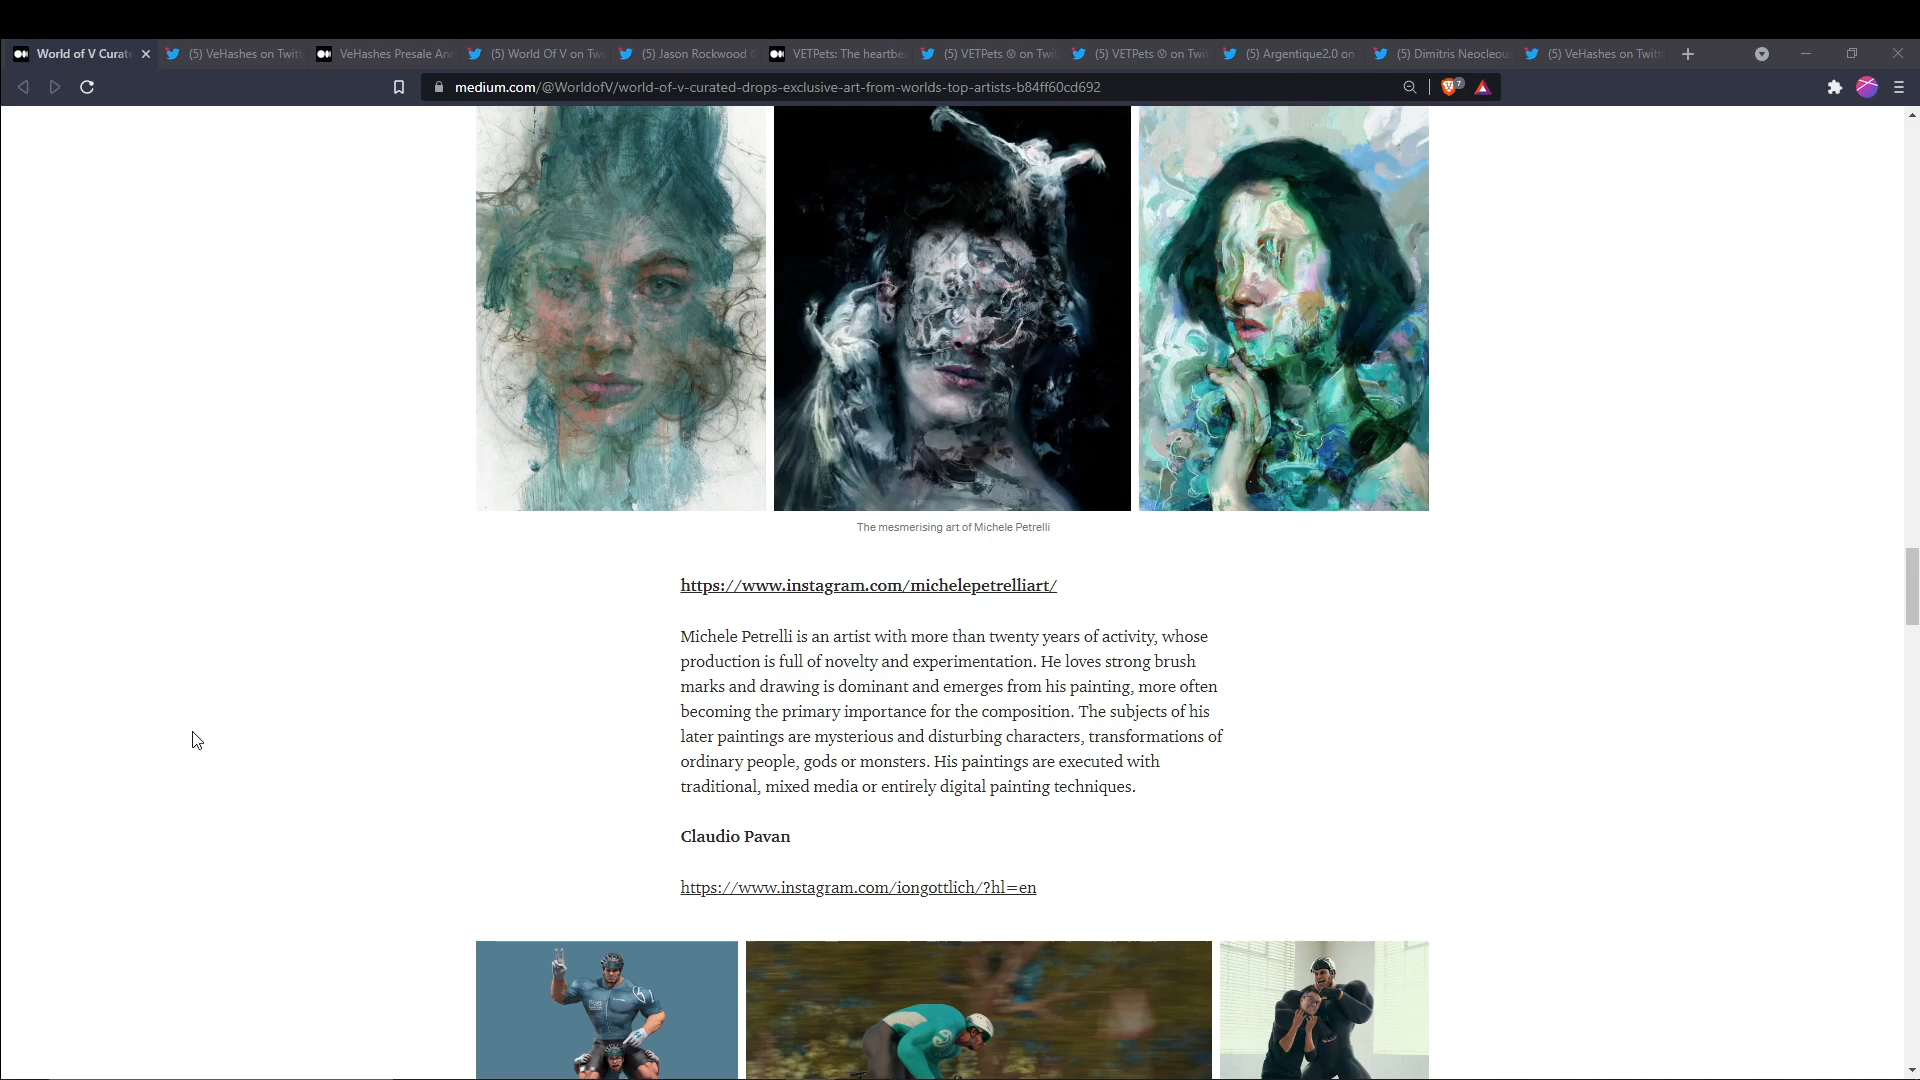 World of V Curat
(5) VeHashes on Twitt
VeHashes Presale Ann
(5) World Of V on Tw
(5) Jason Rockwood
VETPets: The heartbe
(5) VETPets Ⓥ on Twit
(5) VETPets Ⓥ on Twi
(5) Argentique2.0 on
(5) Dimitris Neocleou
(5) VeHashes on Twitt
medium.com/@WorldofV/world-of-v-curated-drops-exclusive-art-from-worlds-top-artists-b84ff60cd692
7
The mesmerising art of Michele Petrelli
https://www.instagram.com/michelepetrelliart/
Michele Petrelli is an artist with more than twenty years of activity, whose
production is full of novelty and experimentation. He loves strong brush
marks and drawing is dominant and emerges from his painting, more often
becoming the primary importance for the composition. The subjects of his
later paintings are mysterious and disturbing characters, transformations of
ordinary people, gods or monsters. His paintings are executed with
traditional, mixed media or entirely digital painting techniques.
Claudio Pavan
https://www.instagram.com/iongottlich/?hl=en